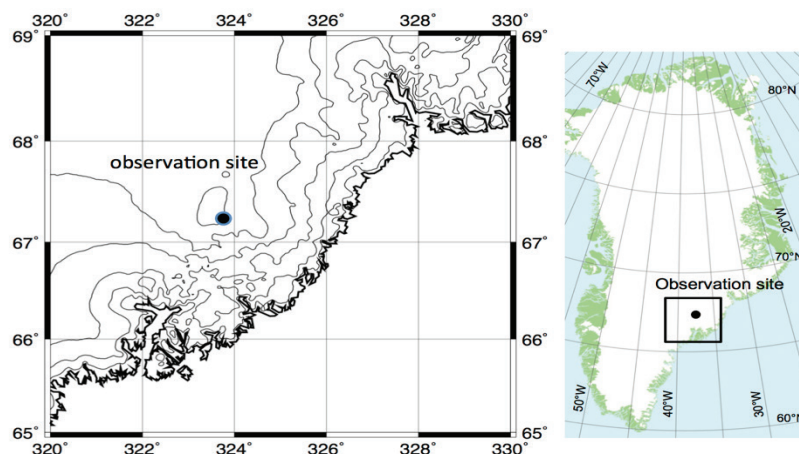 320° 322° 324° 326° 328° 330°
69° 69°
68° 68°
observation site
67° 67°
66° 66°
65° 65°
320° 322° 324° 326° 328° 330°
70°W
80°N
20°W
70°N
Observation site
50°W
40°W
30°W
60°N